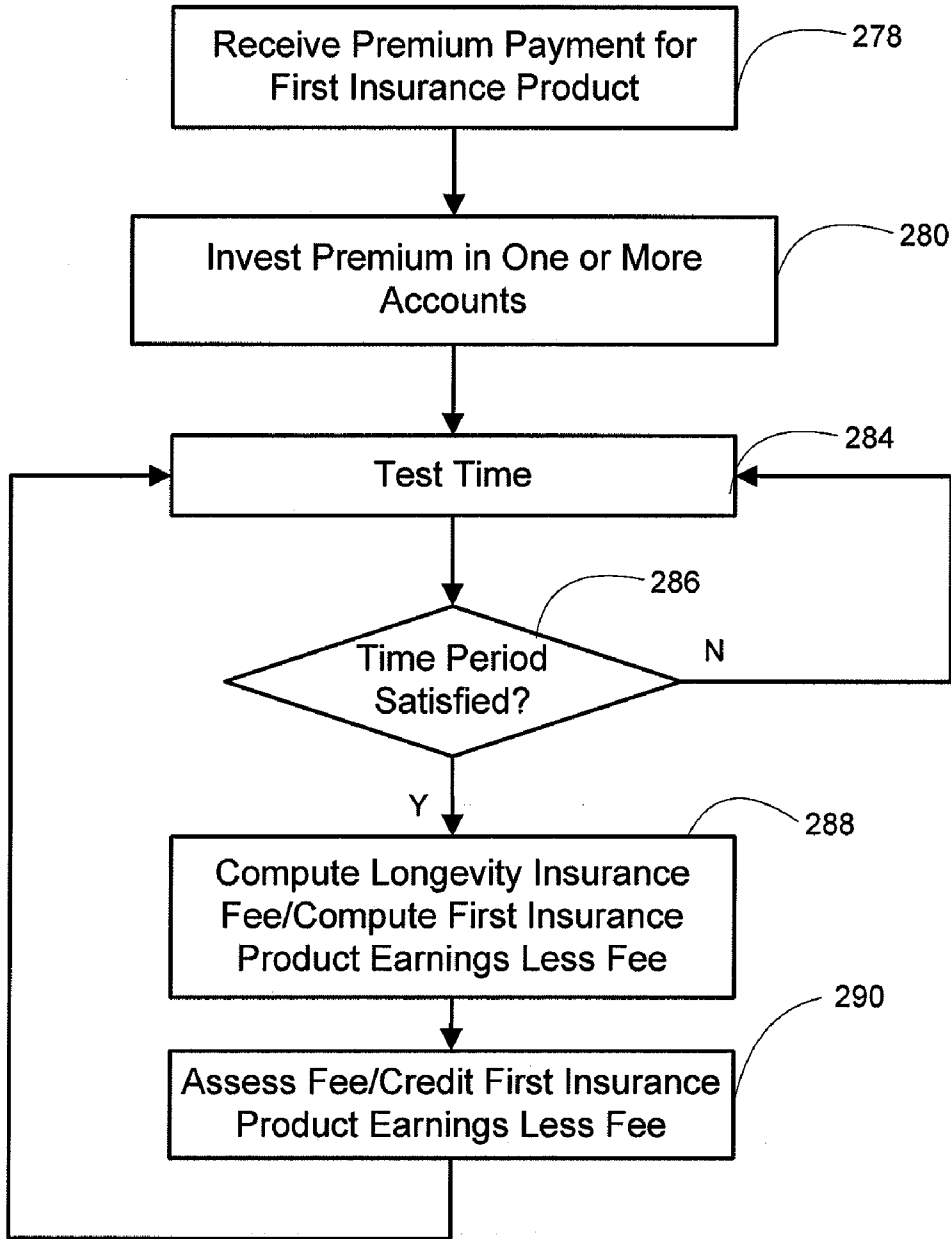 Receive Premium Payment for
First Insurance Product
278
Invest Premium in One or More
Accounts
280
Test Time
284
286
Time Period
Satisfied?
N
Y
288
Compute Longevity Insurance
Fee/Compute First Insurance
Product Earnings Less Fee
290
Assess Fee/Credit First Insurance
Product Earnings Less Fee